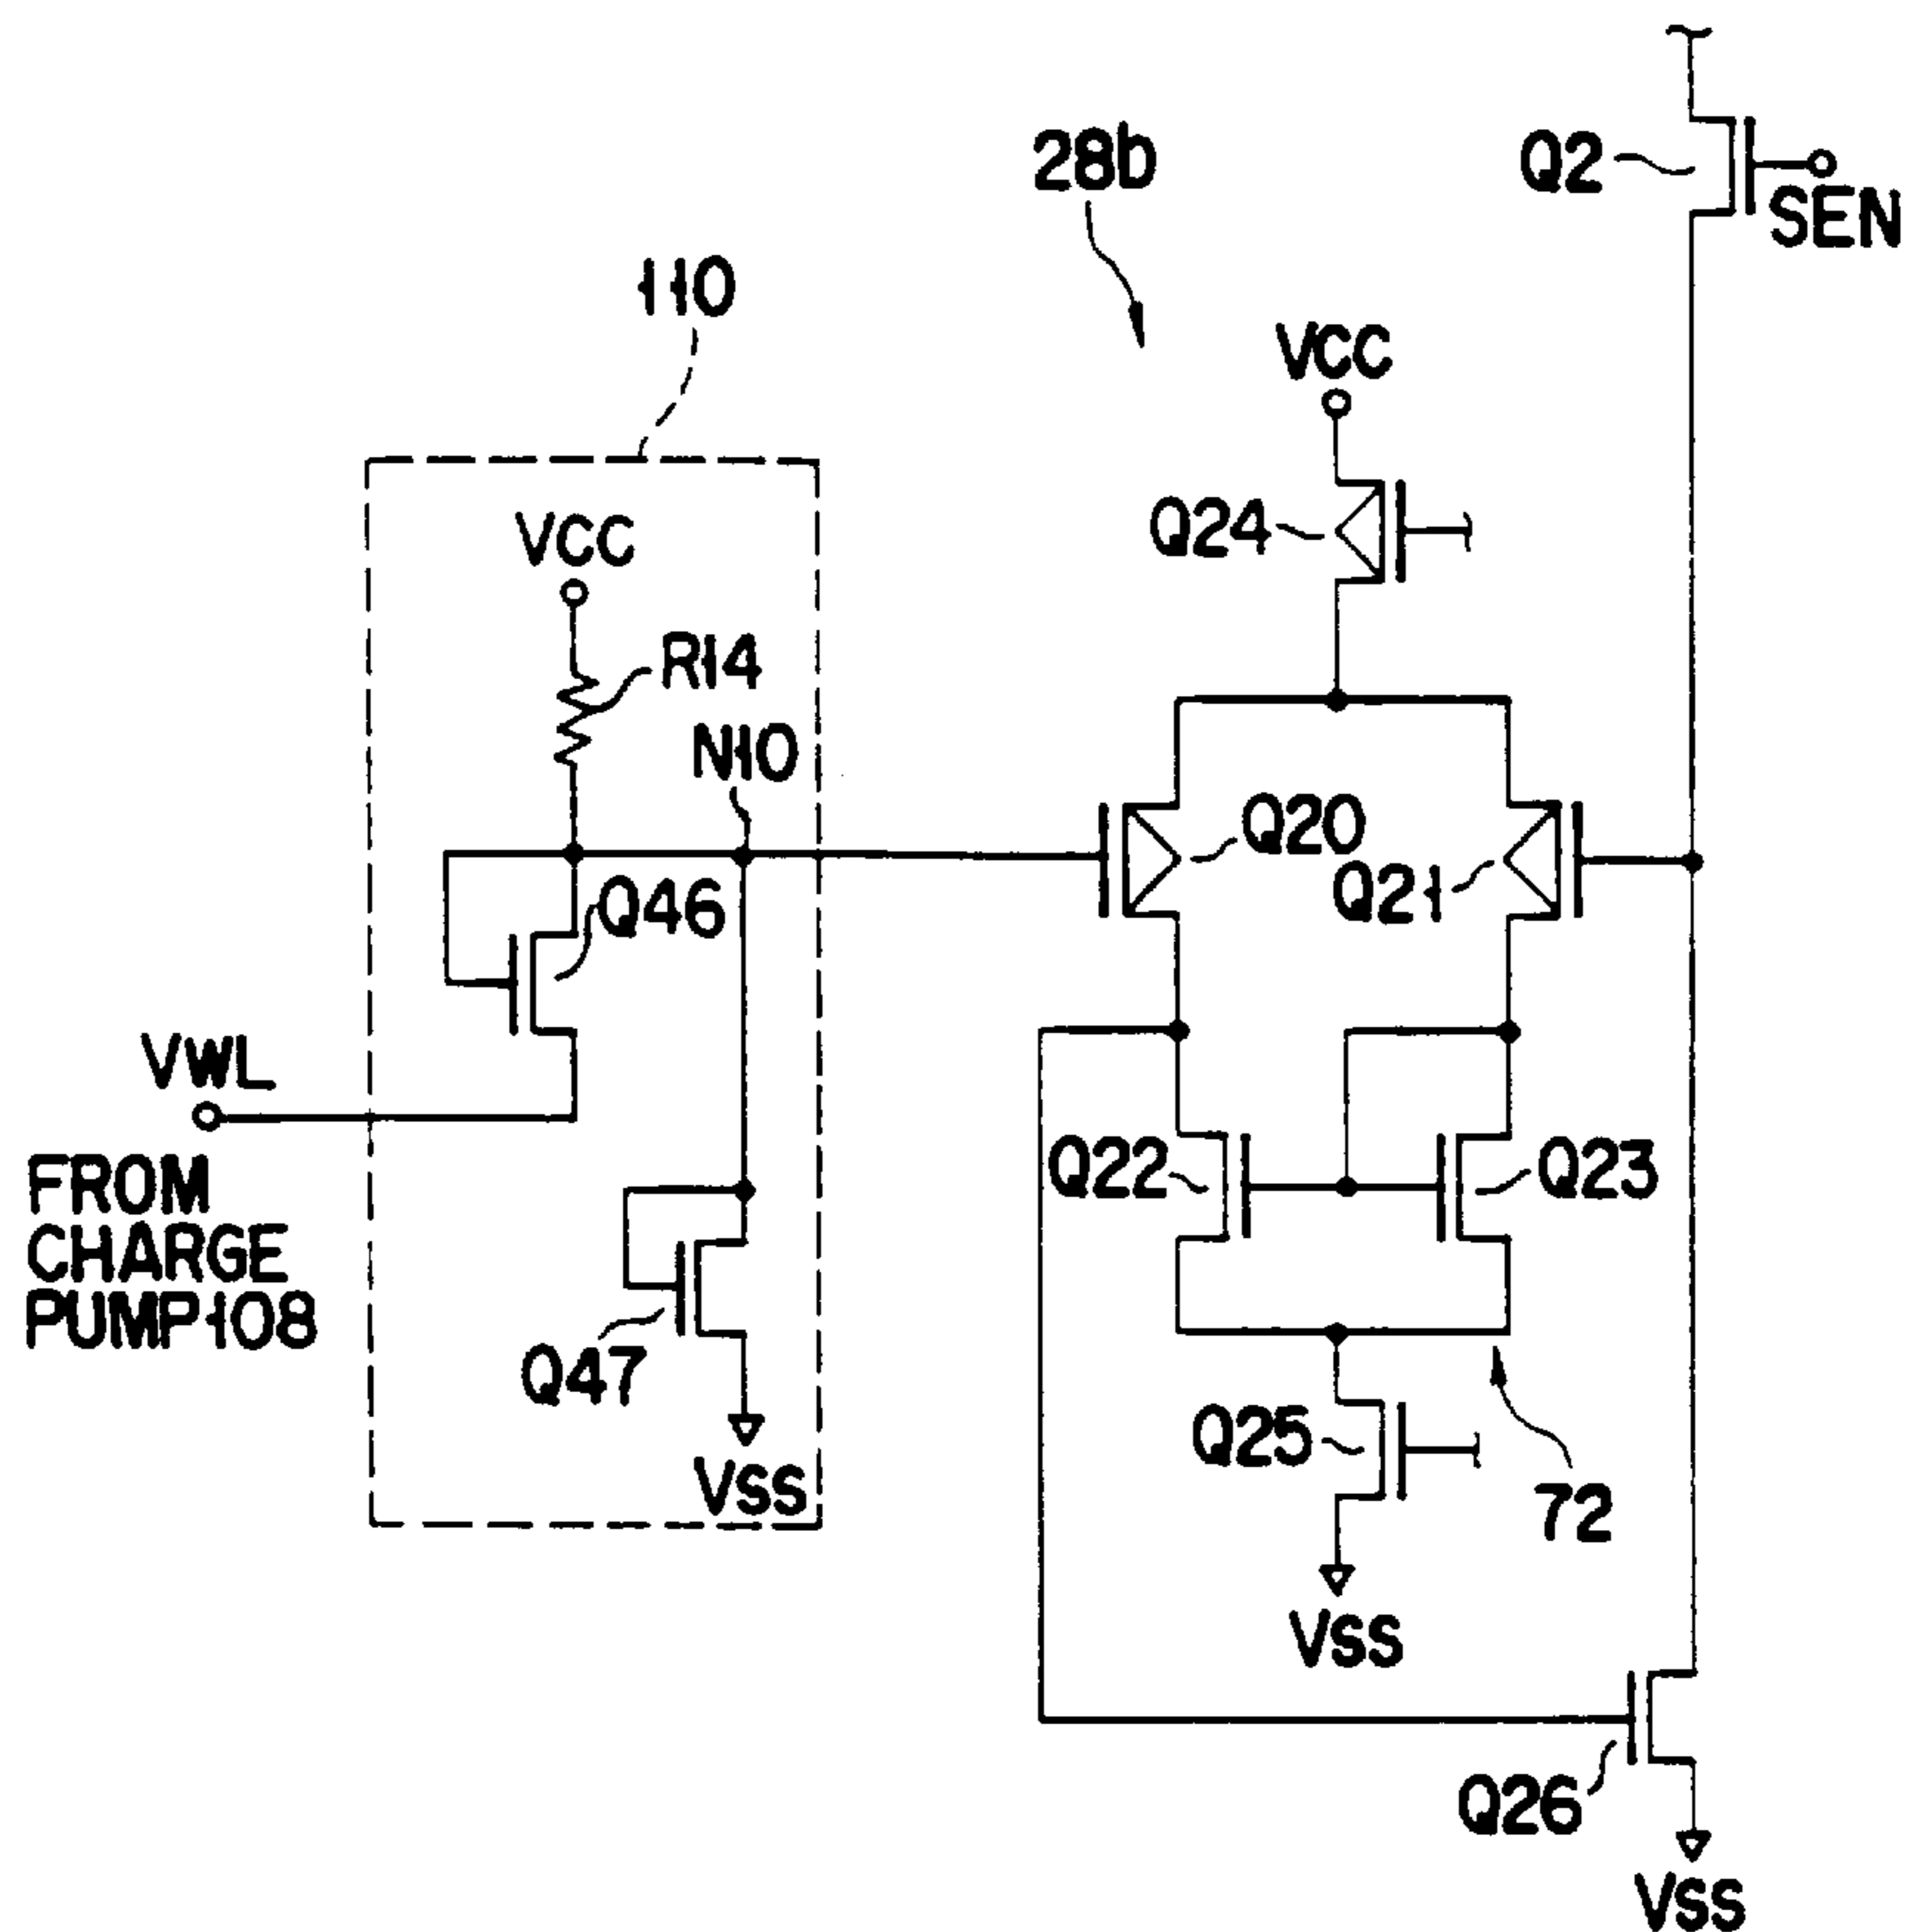 28b
Q2
SEN
110
VCC
Q24
VCC
R14
N10
Q20
Q21
Q46
VWL
FROM
CHARGE
PUMP108
Q22
Q23
Q47
VSS
Q25
72
VSS
Q26
VSS